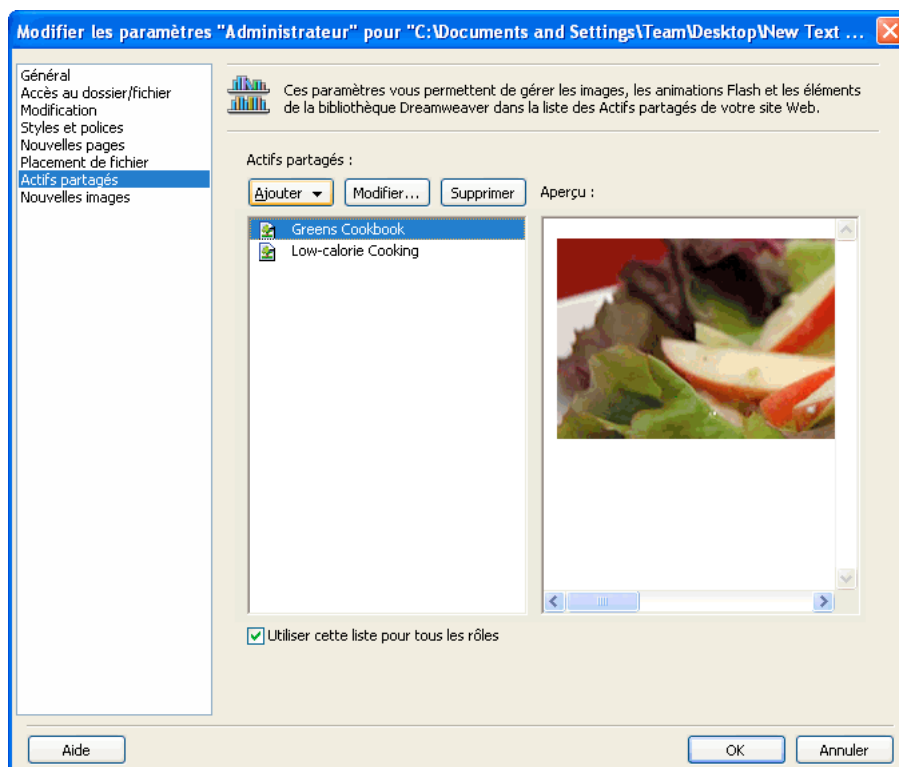 Modifier les paramètres "Administrateur" pour "C:\Documents and Settings\Team\Desktop\New Text ...
Général
Accès au dossier/fichier
Modification
Styles et polices
Nouvelles pages
Placement de fichier
Actifs partagés
Nouvelles images
Ces paramètres vous permettent de gérer les images, les animations Flash et les éléments
de la bibliothèque Dreamweaver dans la liste des Actifs partagés de votre site Web.
Actifs partagés :
Ajouter
Modifier...
Supprimer
Aperçu :
Greens Cookbook
Low-calorie Cooking
Utiliser cette liste pour tous les rôles
Aide
OK
Annuler